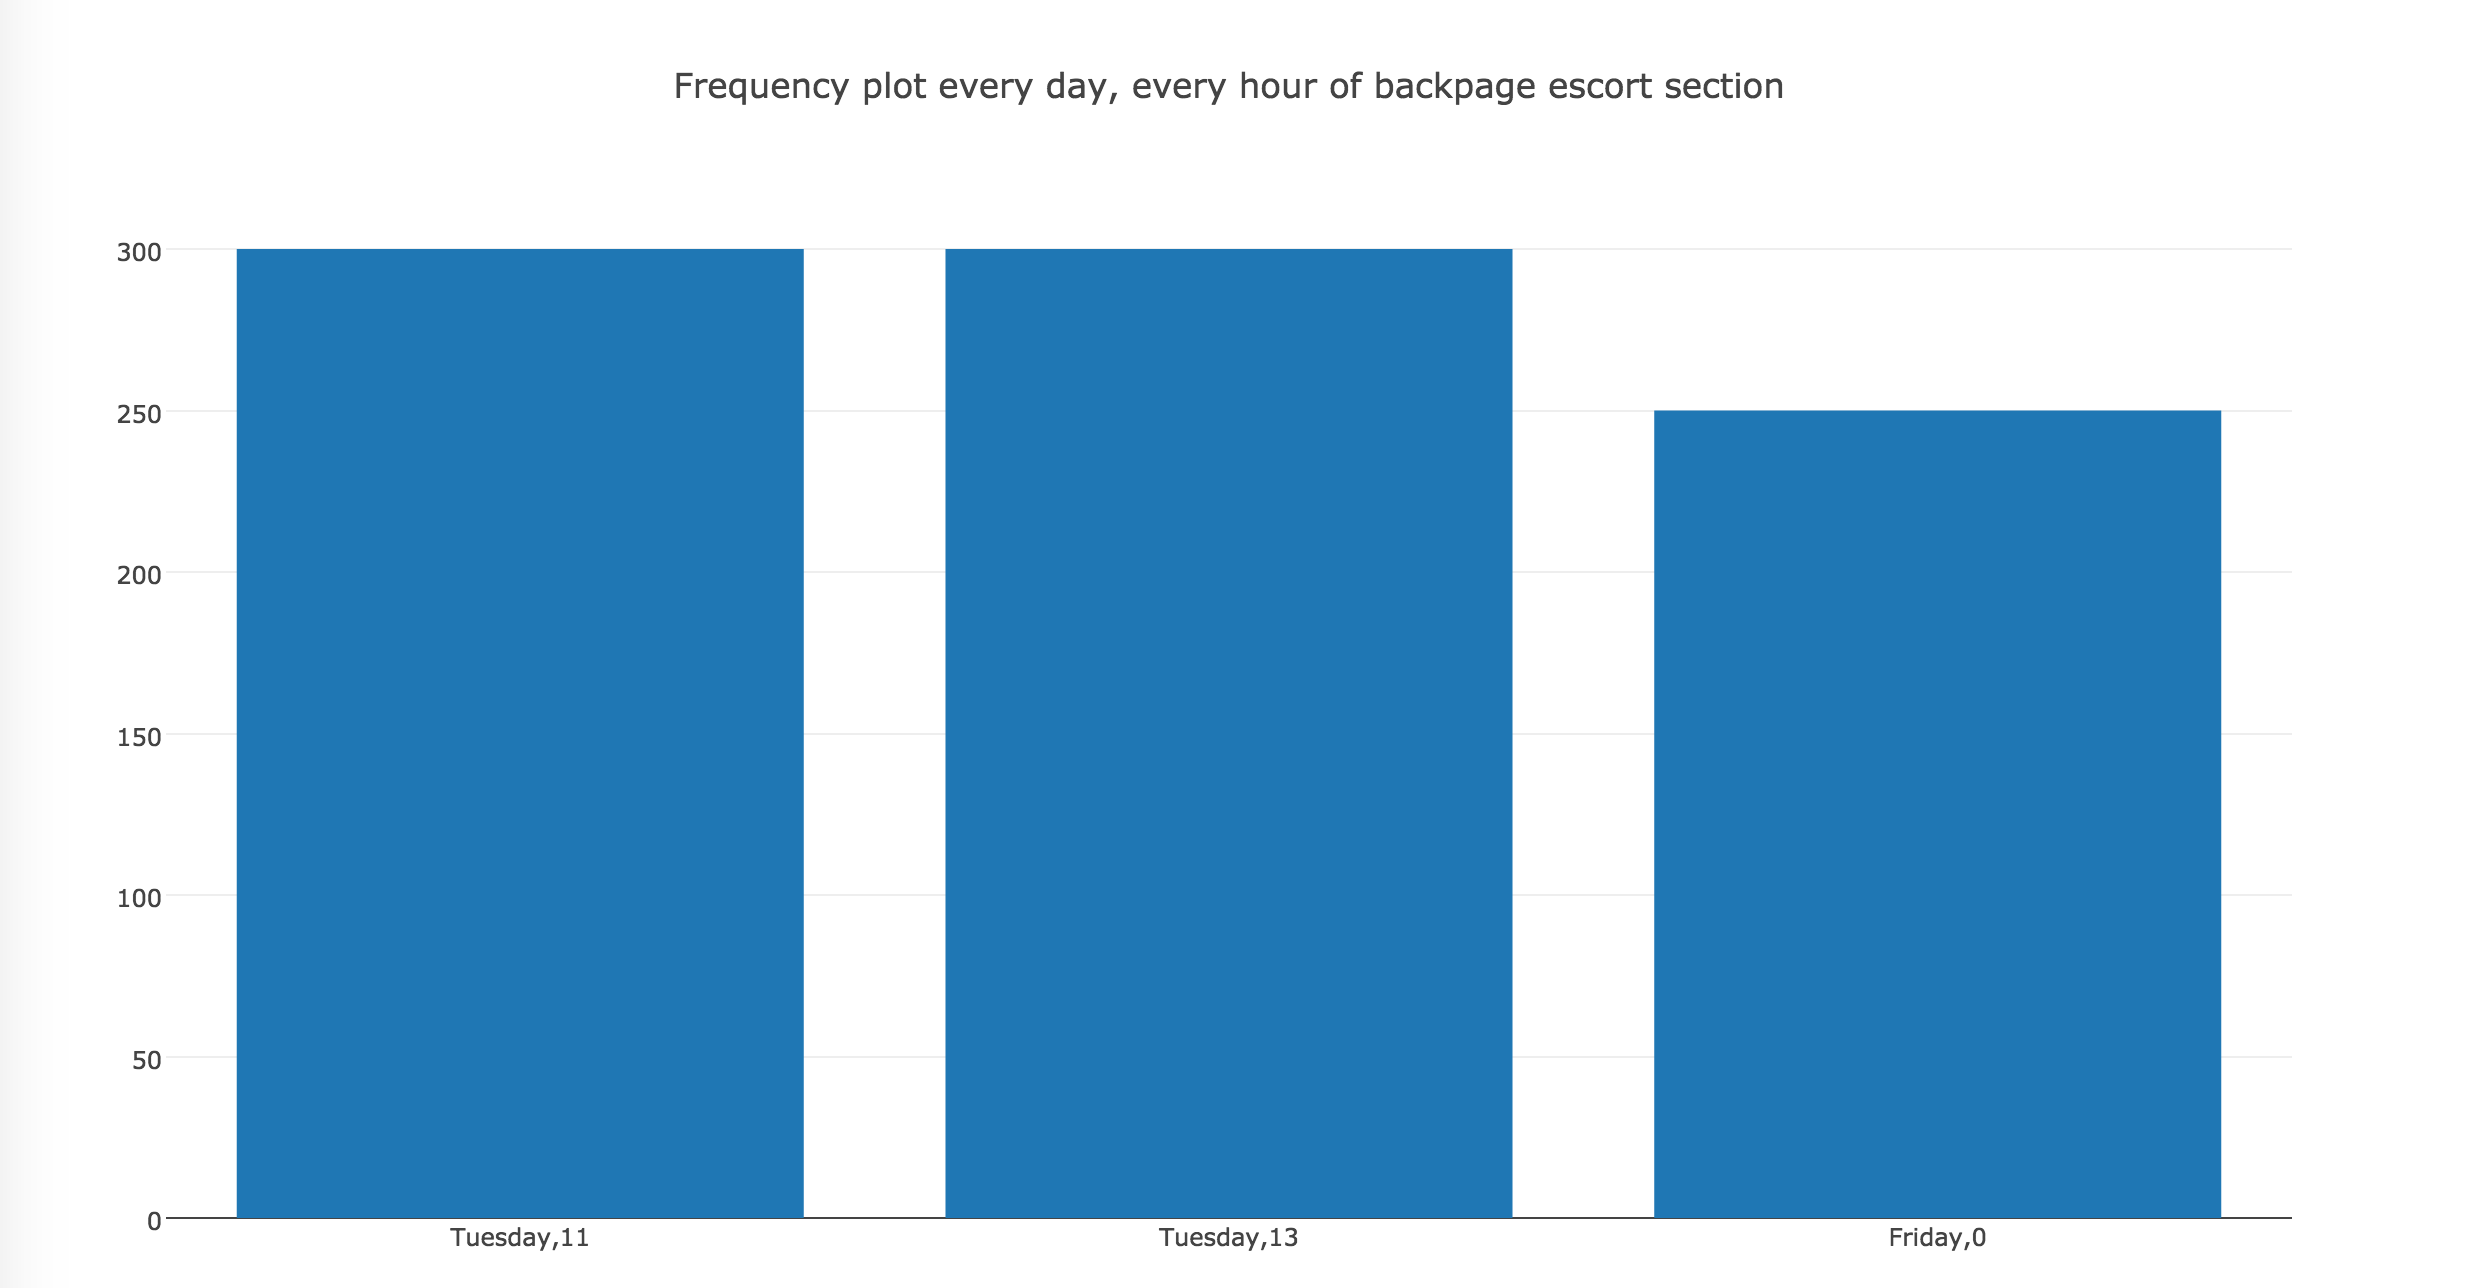 Frequency plot every day, every hour of backpage escort section
300
250
200
150
100
50
0
Tuesday,11
Tuesday,13
Friday,0